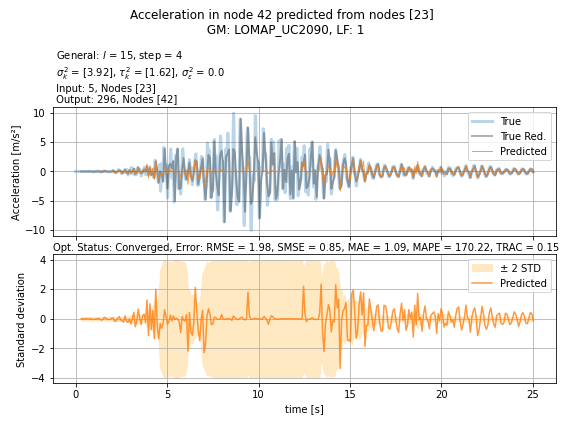 Acceleration in node 42 predicted from nodes [23]
GM: LOMAP_UC2090, LF: 1
General: l = 15, step = 4
σ²ₖ = [3.92], τ²ₖ = [1.62], σ²ε = 0.0
Input: 5, Nodes [23]
Output: 296, Nodes [42]
10
5
0
−5
−10
Acceleration [m/s²]
True
True Red.
Predicted
Opt. Status: Converged, Error: RMSE = 1.98, SMSE = 0.85, MAE = 1.09, MAPE = 170.22, TRAC = 0.15
4
2
0
−2
−4
Standard deviation
± 2 STD
Predicted
0 5 10 15 20 25
time [s]